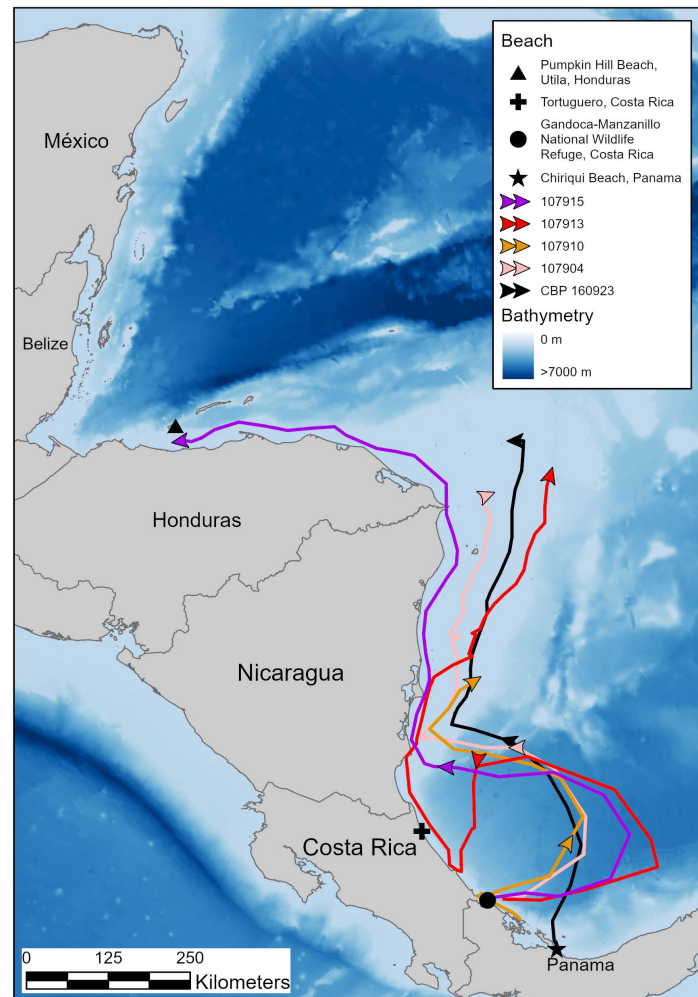 Beach
Pumpkin Hill Beach,
Utila, Honduras
Tortuguero, Costa Rica
Gandoca-Manzanillo
National Wildlife
Refuge, Costa Rica
Chiriqui Beach, Panama
107915
107913
107910
107904
CBP 160923
Bathymetry
0 m
>7000 m
México
Belize
Honduras
Nicaragua
Costa Rica
Panama
0 125 250
Kilometers